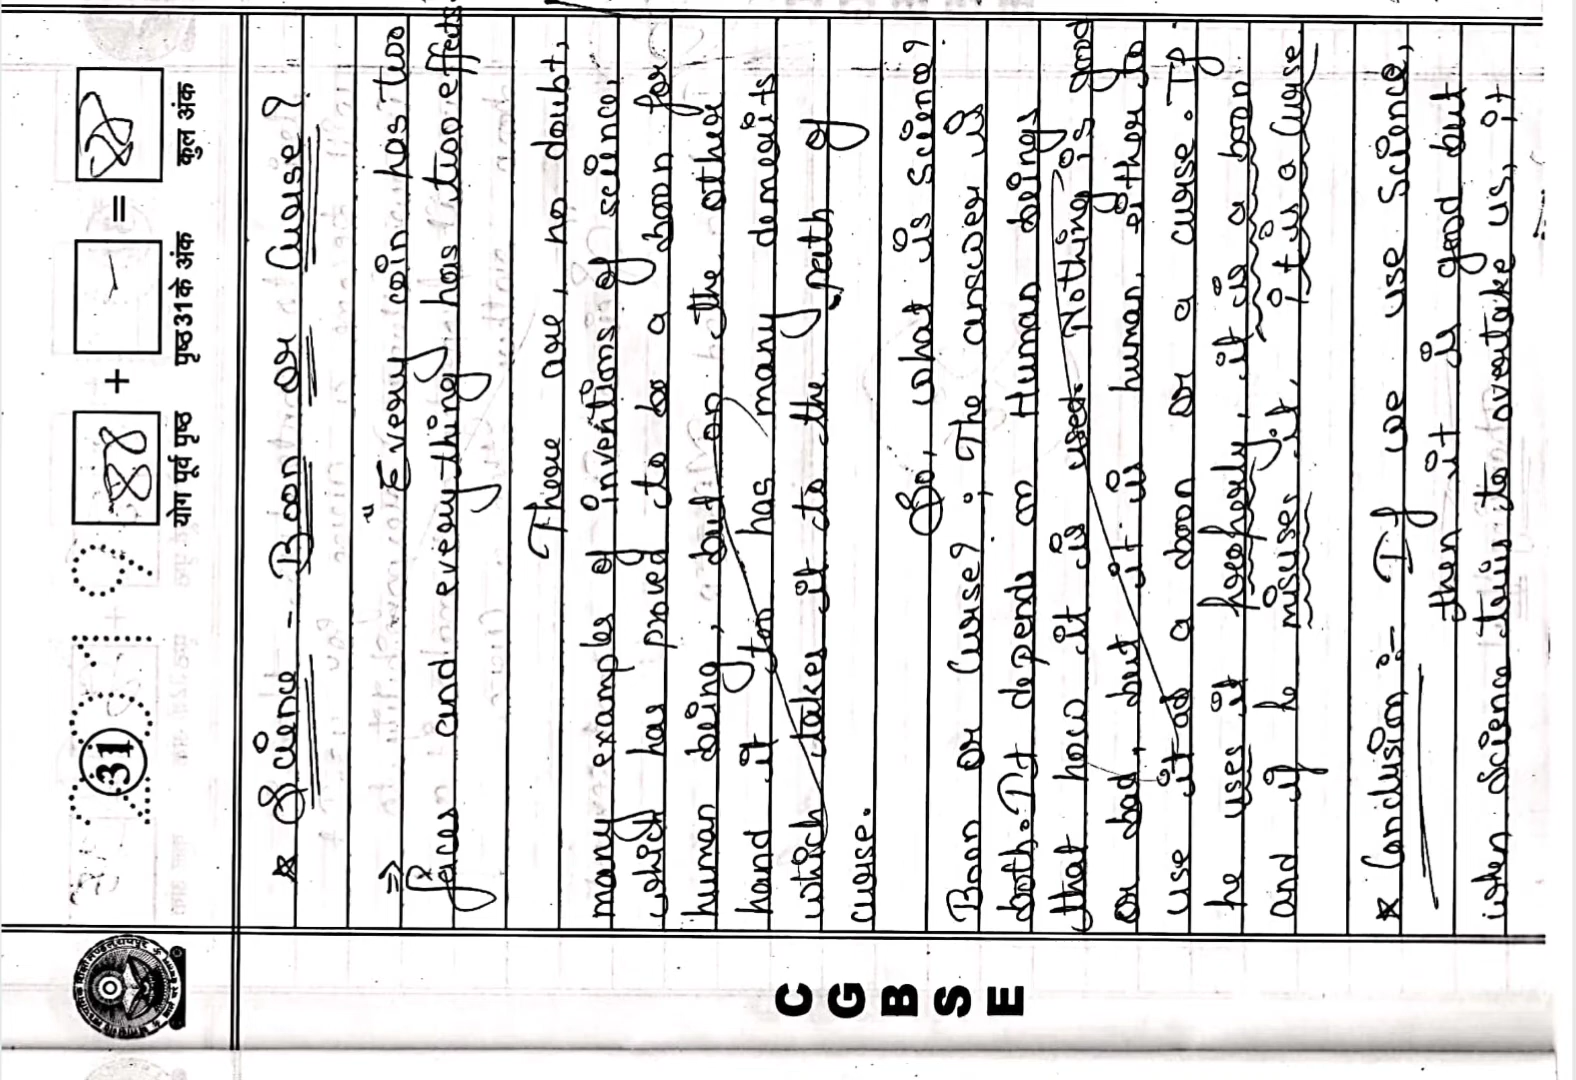 31
88 + - = 88
योग पूर्व पृष्ठ पृष्ठ 31 के अंक कुल अंक
* Science - Boon or Curse?
⇒ " Every coin has two
faces and everything has two effects.
There are, no doubt,
many examples of inventions of science,
which has proved to be a boon for
human being, but on the other
hand it too has many demerits
which takes it to the path of
curse.
So, what is Science?
Boon or Curse? ; The answer is
both. It depends on Human beings
that how it is used. Nothing is good
or bad, but it is human, either to
use it as a boon or a curse. If
he uses it properly, it is a boon
and if he misuses it, it is a curse.
* Conclusion :- If we use Science,
then it is good but
when Science tries to overtake us, it
CGBSE